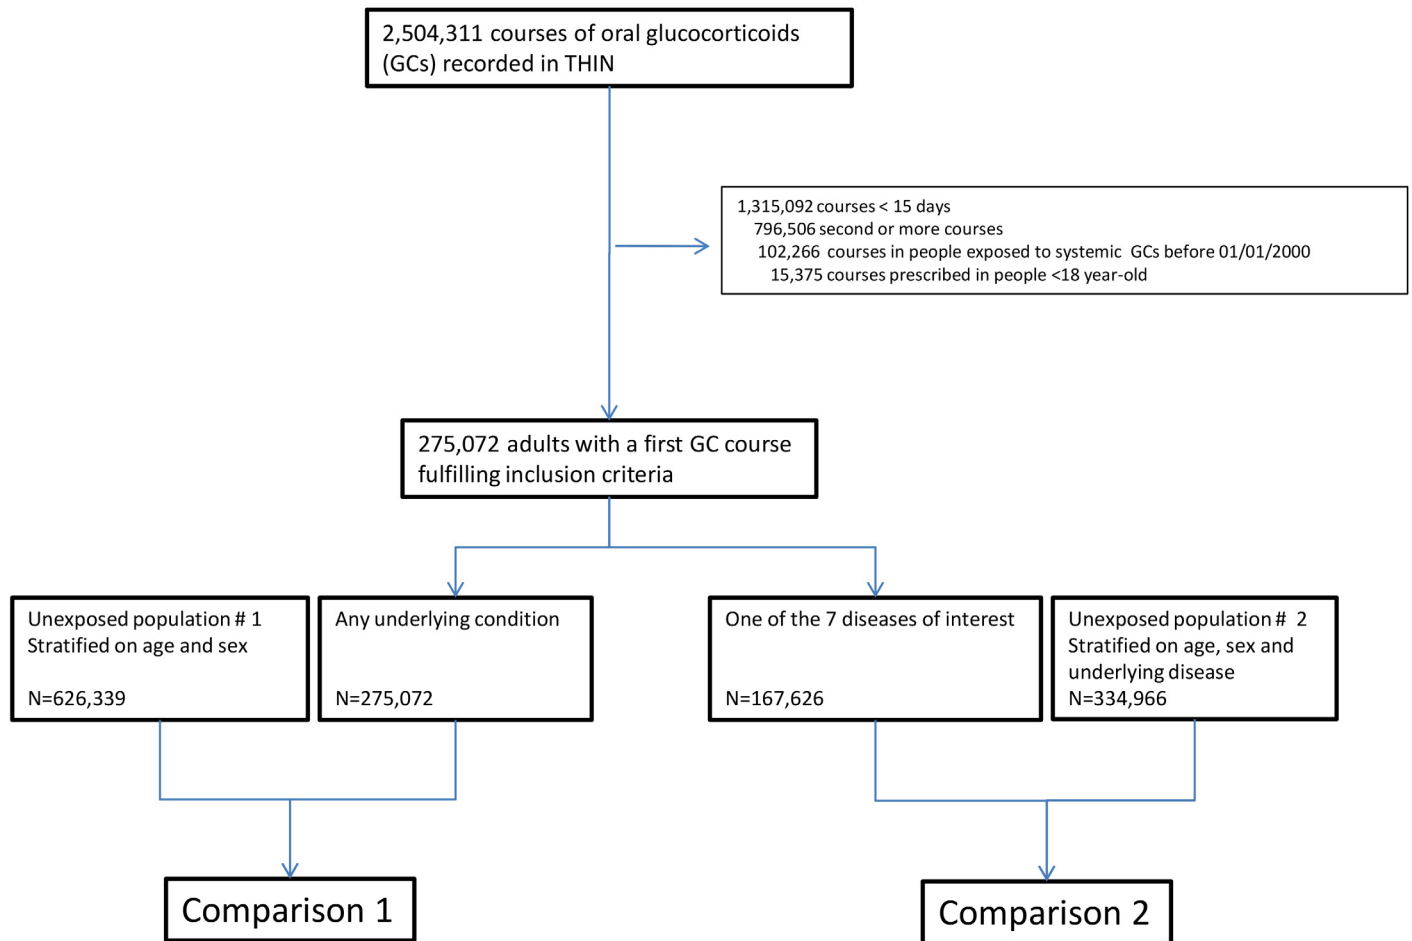 2,504,311 courses of oral glucocorticoids
(GCs) recorded in THIN
1,315,092 courses < 15 days
796,506 second or more courses
102,266 courses in people exposed to systemic GCs before 01/01/2000
15,375 courses prescribed in people <18 year-old
275,072 adults with a first GC course
fulfilling inclusion criteria
Unexposed population # 1
Stratified on age and sex
N=626,339
Any underlying condition
N=275,072
One of the 7 diseases of interest
N=167,626
Unexposed population # 2
Stratified on age, sex and
underlying disease
N=334,966
Comparison 1
Comparison 2